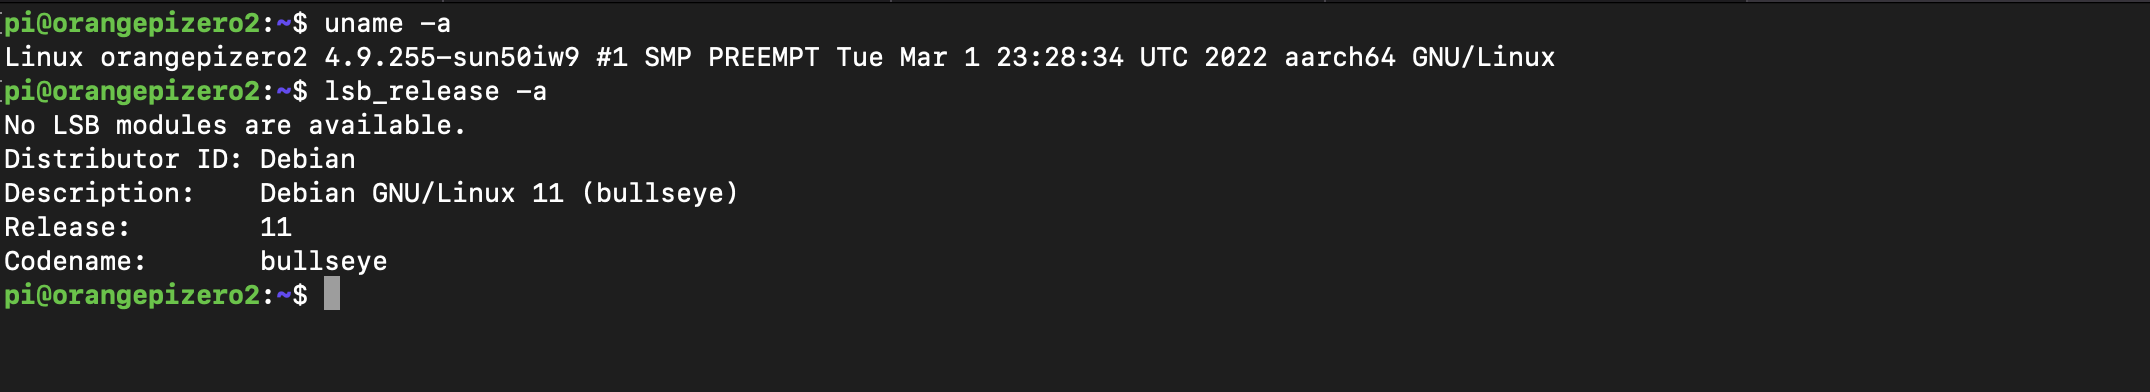 pi@orangepizero2:~$ uname -a
Linux orangepizero2 4.9.255-sun50iw9 #1 SMP PREEMPT Tue Mar 1 23:28:34 UTC 2022 aarch64 GNU/Linux
pi@orangepizero2:~$ lsb_release -a
No LSB modules are available.
Distributor ID: Debian
Description:    Debian GNU/Linux 11 (bullseye)
Release:        11
Codename:       bullseye
pi@orangepizero2:~$